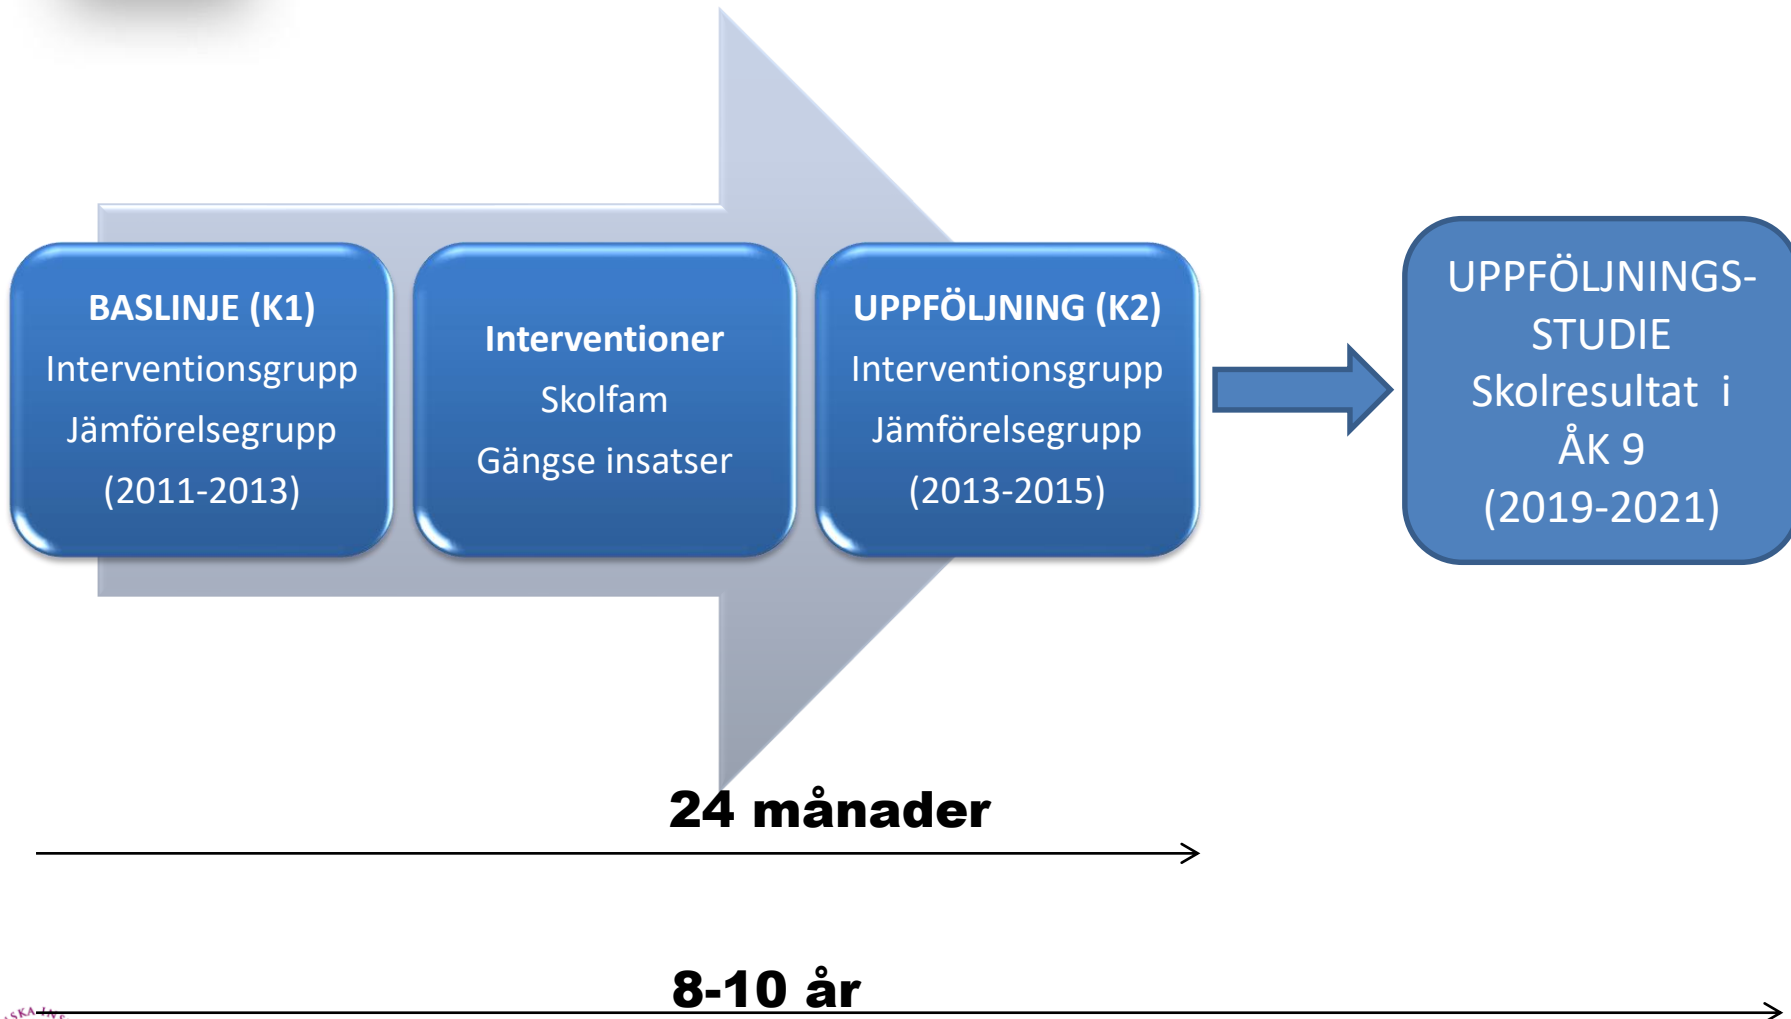 BASLINJE (K1)
Interventionsgrupp
Jämförelsegrupp
(2011-2013)
Interventioner
Skolfam
Gängse insatser
UPPFÖLJNING (K2)
Interventionsgrupp
Jämförelsegrupp
(2013-2015)
UPPFÖLJNINGS-
STUDIE
Skolresultat i
ÅK 9
(2019-2021)
24 månader
8-10 år